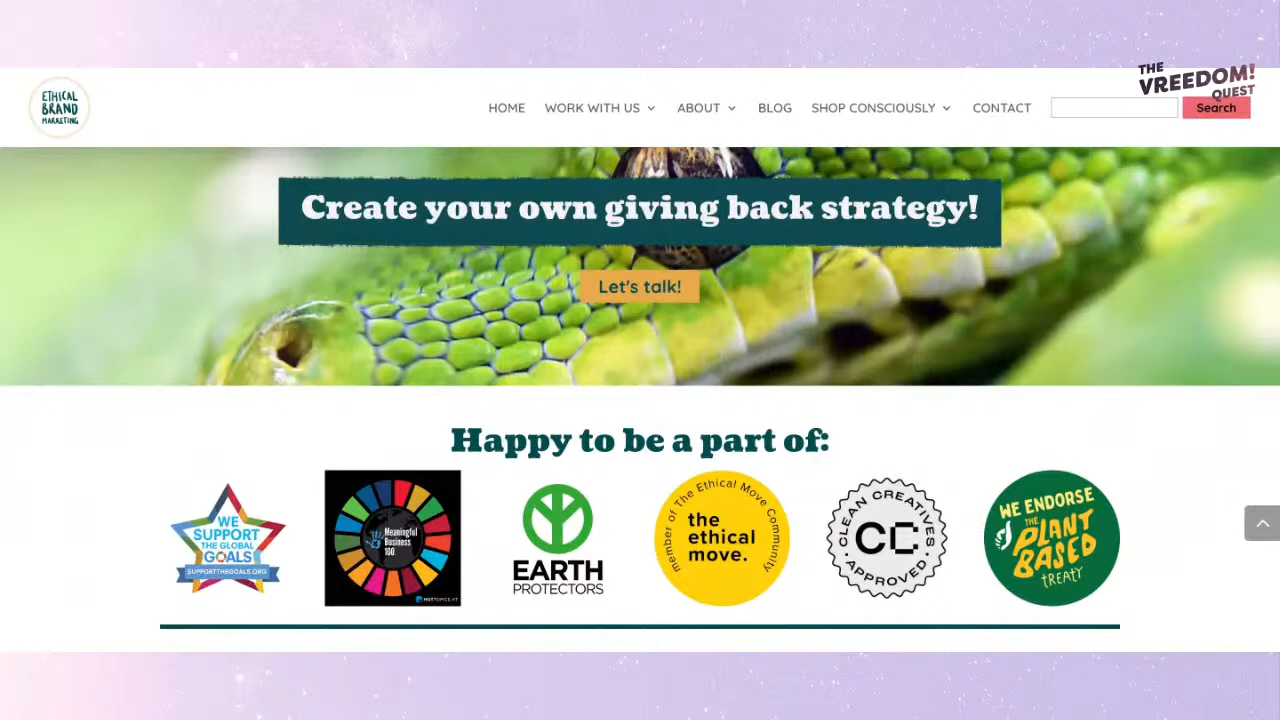 THE
VREEDOM!
QUEST
ETHICAL
BRAND
MARKETING
HOME WORK WITH US ABOUT BLOG SHOP CONSCIOUSLY CONTACT Search
Create your own giving back strategy!
Let's talk!
Happy to be a part of:
WE
SUPPORT
THE GLOBAL
GOALS
SUPPORTTHEGOALS.ORG
Meaningful
Business
100.
HOTTOPICS.HT
EARTH
PROTECTORS
member of The Ethical Move Community
the
ethical
move.
CLEAN CREATIVES
CC
APPROVED
WE ENDORSE
THE
PLANT
BASED
TREATY